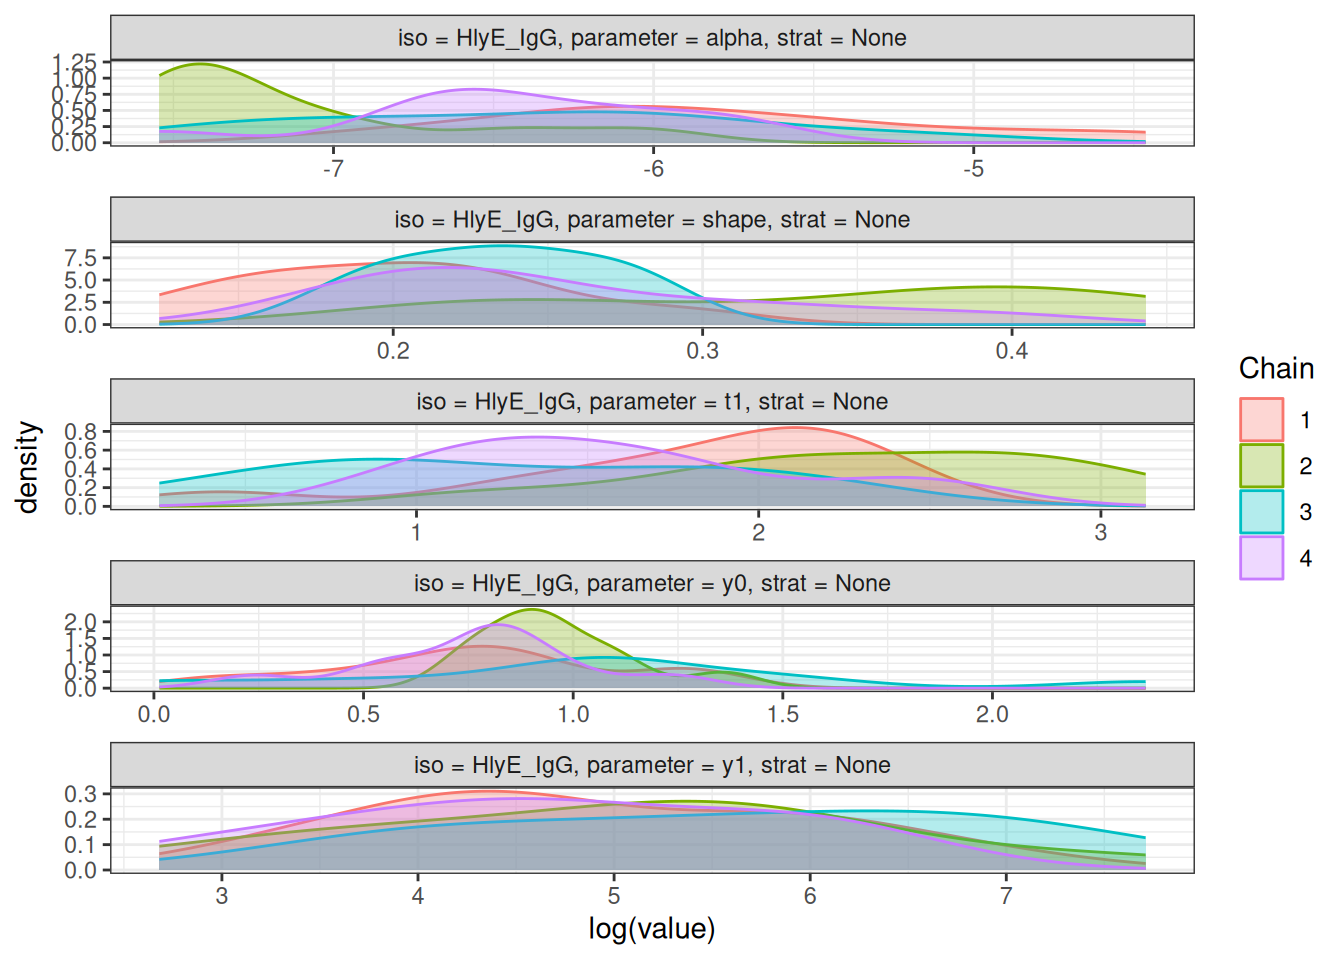 iso = HlyE_IgG, parameter = alpha, strat = None
1.25
1.00
0.75
0.50
0.25
0.00
-7 -6 -5
iso = HlyE_IgG, parameter = shape, strat = None
7.5
5.0
2.5
0.0
0.2 0.3 0.4
iso = HlyE_IgG, parameter = t1, strat = None
0.8
0.6
0.4
0.2
0.0
1 2 3
iso = HlyE_IgG, parameter = y0, strat = None
2.0
1.5
1.0
0.5
0.0
0.0 0.5 1.0 1.5 2.0
iso = HlyE_IgG, parameter = y1, strat = None
0.3
0.2
0.1
0.0
3 4 5 6 7
log(value)
density
Chain
1
2
3
4